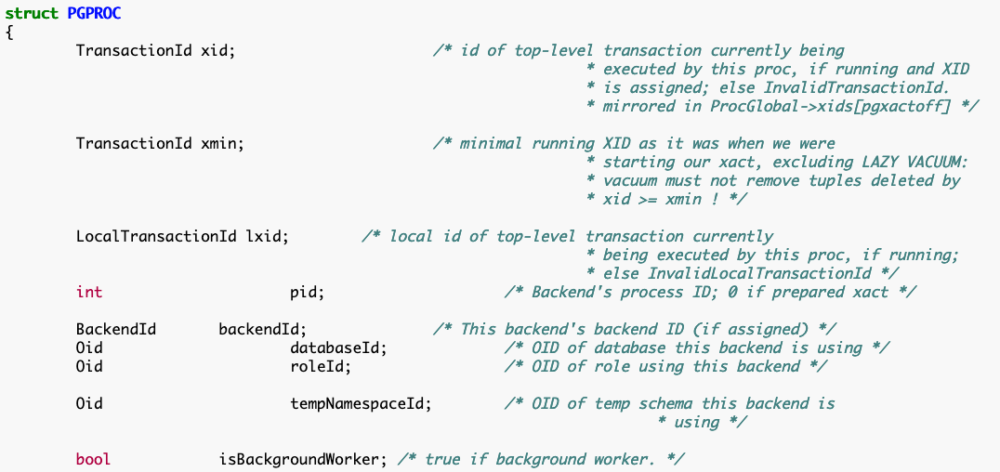 struct PGPROC
{
TransactionId xid; /* id of top-level transaction currently being
* executed by this proc, if running and XID
* is assigned; else InvalidTransactionId.
* mirrored in ProcGlobal->xids[pgxactoff] */
TransactionId xmin; /* minimal running XID as it was when we were
* starting our xact, excluding LAZY VACUUM:
* vacuum must not remove tuples deleted by
* xid >= xmin ! */
LocalTransactionId lxid; /* local id of top-level transaction currently
* being executed by this proc, if running;
* else InvalidLocalTransactionId */
int pid; /* Backend's process ID; 0 if prepared xact */
BackendId backendId; /* This backend's backend ID (if assigned) */
Oid databaseId; /* OID of database this backend is using */
Oid roleId; /* OID of role using this backend */
Oid tempNamespaceId; /* OID of temp schema this backend is
* using */
bool isBackgroundWorker; /* true if background worker. */